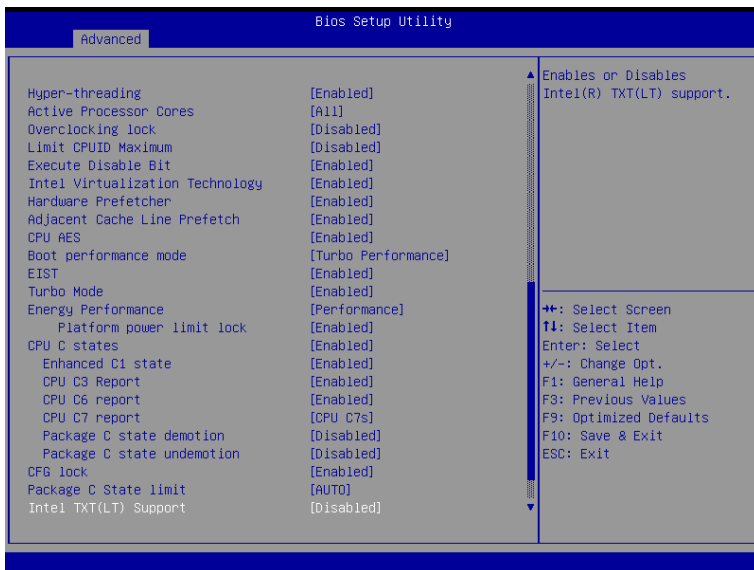 Bios Setup Utility
Advanced
Hyper-threading [Enabled]
Active Processor Cores [All]
Overclocking lock [Disabled]
Limit CPUID Maximum [Disabled]
Execute Disable Bit [Enabled]
Intel Virtualization Technology [Enabled]
Hardware Prefetcher [Enabled]
Adjacent Cache Line Prefetch [Enabled]
CPU AES [Enabled]
Boot performance mode [Turbo Performance]
EIST [Enabled]
Turbo Mode [Enabled]
Energy Performance [Performance]
Platform power limit lock [Enabled]
CPU C states [Enabled]
Enhanced C1 state [Enabled]
CPU C3 Report [Enabled]
CPU C6 report [Enabled]
CPU C7 report [CPU C7s]
Package C state demotion [Disabled]
Package C state undemotion [Disabled]
CFG lock [Enabled]
Package C State limit [AUTO]
Intel TXT(LT) Support [Disabled]
Enables or Disables
Intel(R) TXT(LT) support.
→←: Select Screen
↑↓: Select Item
Enter: Select
+/-: Change Opt.
F1: General Help
F3: Previous Values
F9: Optimized Defaults
F10: Save & Exit
ESC: Exit